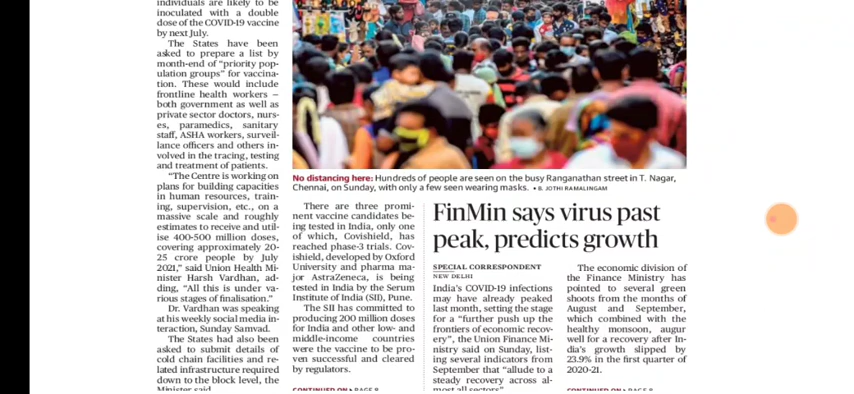 individuals are likely to be
inoculated with a double
dose of the COVID-19 vaccine
by next July.
The States have been
asked to prepare a list by
month-end of “priority pop-
ulation groups” for vaccina-
tion. These would include
frontline health workers –
both government as well as
private sector doctors, nurs-
es, paramedics, sanitary
staff, ASHA workers, surveil-
lance officers and others in-
volved in the tracing, testing
and treatment of patients.
“The Centre is working on
plans for building capacities
in human resources, train-
ing, supervision, etc., on a
massive scale and roughly
estimates to receive and util-
ise 400-500 million doses,
covering approximately 20-
25 crore people by July
2021,” said Union Health Mi-
nister Harsh Vardhan, ad-
ding, “All this is under va-
rious stages of finalisation.”
Dr. Vardhan was speaking
at his weekly social media in-
teraction, Sunday Samvad.
The States had also been
asked to submit details of
cold chain facilities and re-
lated infrastructure required
down to the block level, the
Minister said.
No distancing here: Hundreds of people are seen on the busy Ranganathan street in T. Nagar,
Chennai, on Sunday, with only a few seen wearing masks. • B. JOTHI RAMALINGAM
There are three promi-
nent vaccine candidates be-
ing tested in India, only one
of which, Covishield, has
reached phase-3 trials. Cov-
ishield, developed by Oxford
University and pharma ma-
jor AstraZeneca, is being
tested in India by the Serum
Institute of India (SII), Pune.
The SII has committed to
producing 200 million doses
for India and other low- and
middle-income countries
were the vaccine to be pro-
ven successful and cleared
by regulators.
CONTINUED ON ▸ PAGE 8
FinMin says virus past
peak, predicts growth
SPECIAL CORRESPONDENT
NEW DELHI
India’s COVID-19 infections
may have already peaked
last month, setting the stage
for a “further push up the
frontiers of economic recov-
ery”, the Union Finance Mi-
nistry said on Sunday, list-
ing several indicators from
September that “allude to a
steady recovery across al-
most all sectors”.
The economic division of
the Finance Ministry has
pointed to several green
shoots from the months of
August and September,
which combined with the
healthy monsoon, augur
well for a recovery after In-
dia’s growth slipped by
23.9% in the first quarter of
2020-21.
CONTINUED ON ▸ PAGE 8